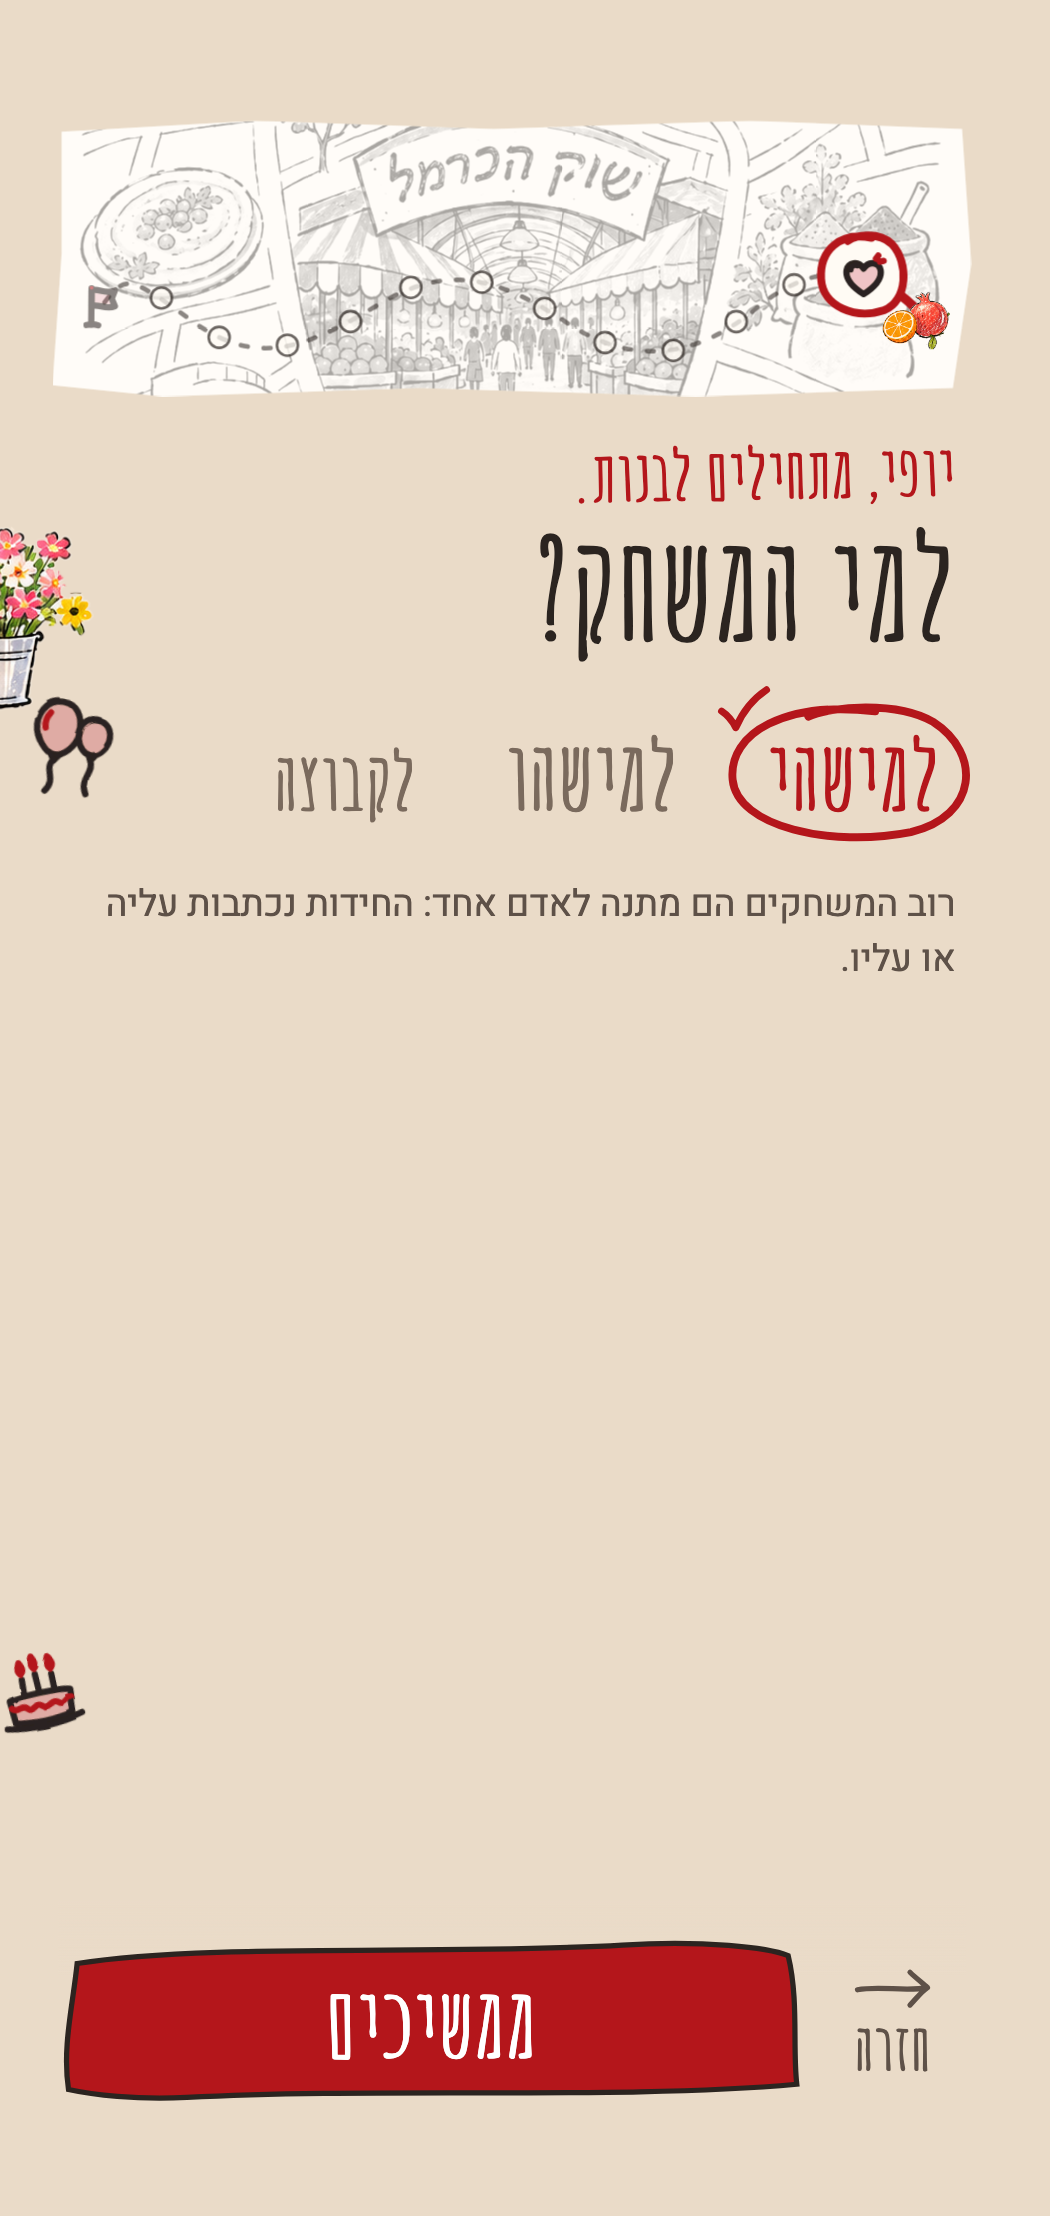 שוק הכרמל
יופי, מתחילים לבנות.
למי המשחק?
למישהי
למישהו
לקבוצה
רוב המשחקים הם מתנה לאדם אחד: החידות נכתבות עליה
או עליו.
חזרה
ממשיכים